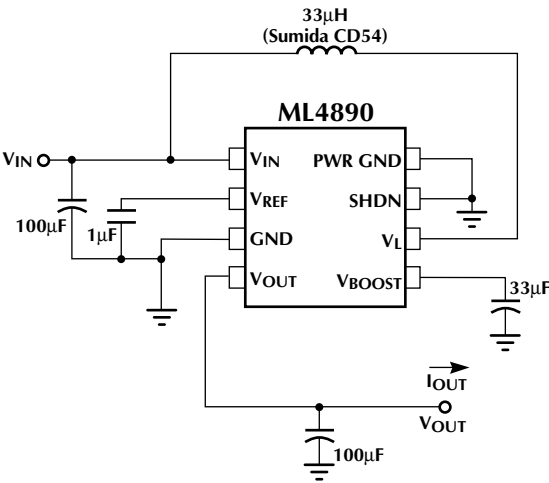 33μH
(Sumida CD54)
ML4890
VIN
VIN
PWR GND
VREF
SHDN
100μF
1μF
GND
VL
VOUT
VBOOST
33μF
IOUT
VOUT
100μF